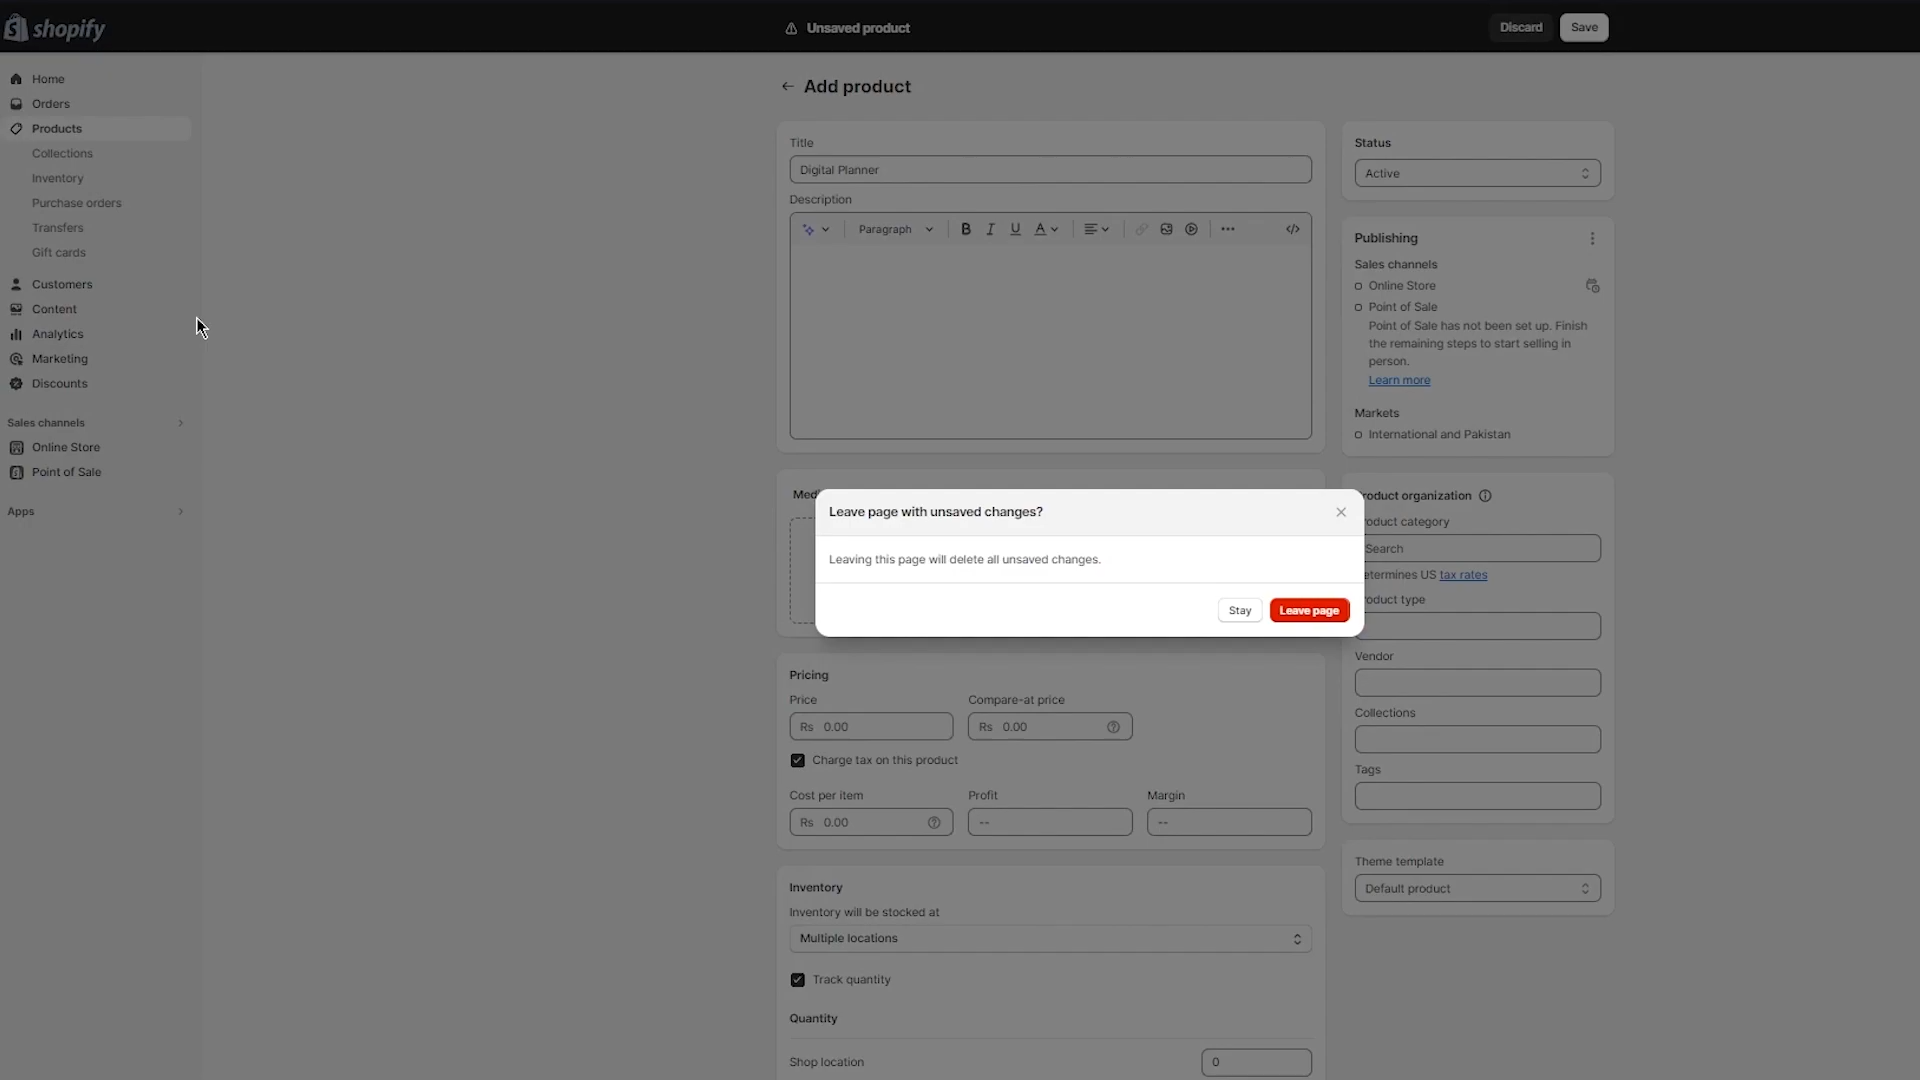 shopify
Unsaved product
Discard
Save
Home
Orders
Products
Collections
Inventory
Purchase orders
Transfers
Gift cards
Customers
Content
Analytics
Marketing
Discounts
Sales channels
Online Store
Point of Sale
Apps
Add product
Title
Digital Planner
Description
Paragraph
B I U A
Status
Active
Publishing
Sales channels
Online Store
Point of Sale
Point of Sale has not been set up. Finish
the remaining steps to start selling in
person.
Learn more
Markets
International and Pakistan
Leave page with unsaved changes?
Leaving this page will delete all unsaved changes.
Stay
Leave page
Pricing
Price
Compare-at price
Rs 0.00
Rs 0.00
Charge tax on this product
Cost per item
Profit
Margin
Rs 0.00
--
--
Inventory
Inventory will be stocked at
Multiple locations
Track quantity
Quantity
Shop location
0
organization
category
Search
US tax rates
type
Vendor
Collections
Tags
Theme template
Default product